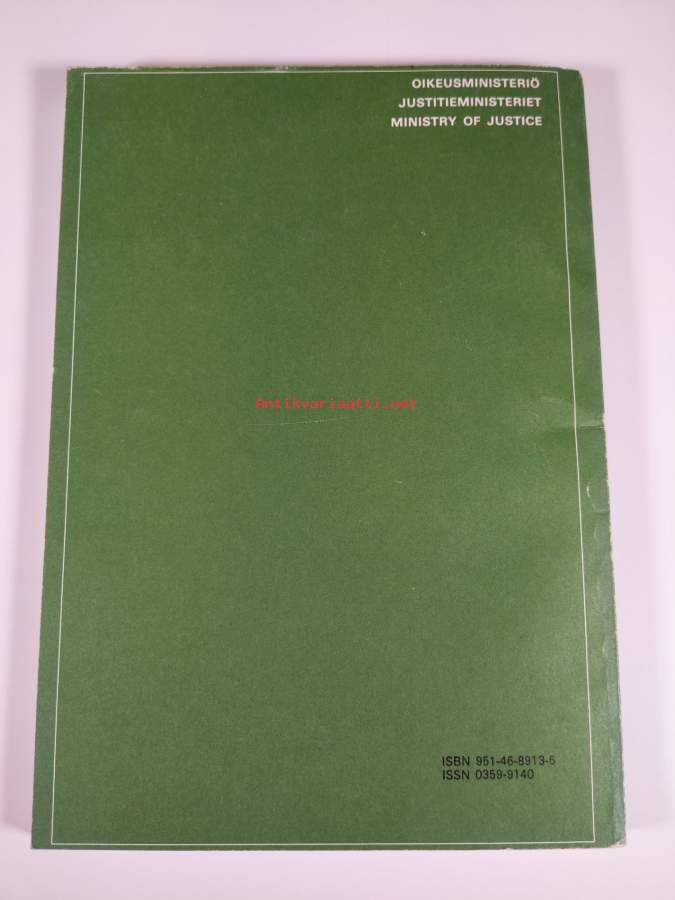 OIKEUSMINISTERIÖ
JUSTITIEMINISTERIET
MINISTRY OF JUSTICE
Antikvariaatti.net
ISBN 951-46-8913-5
ISSN 0359-9140